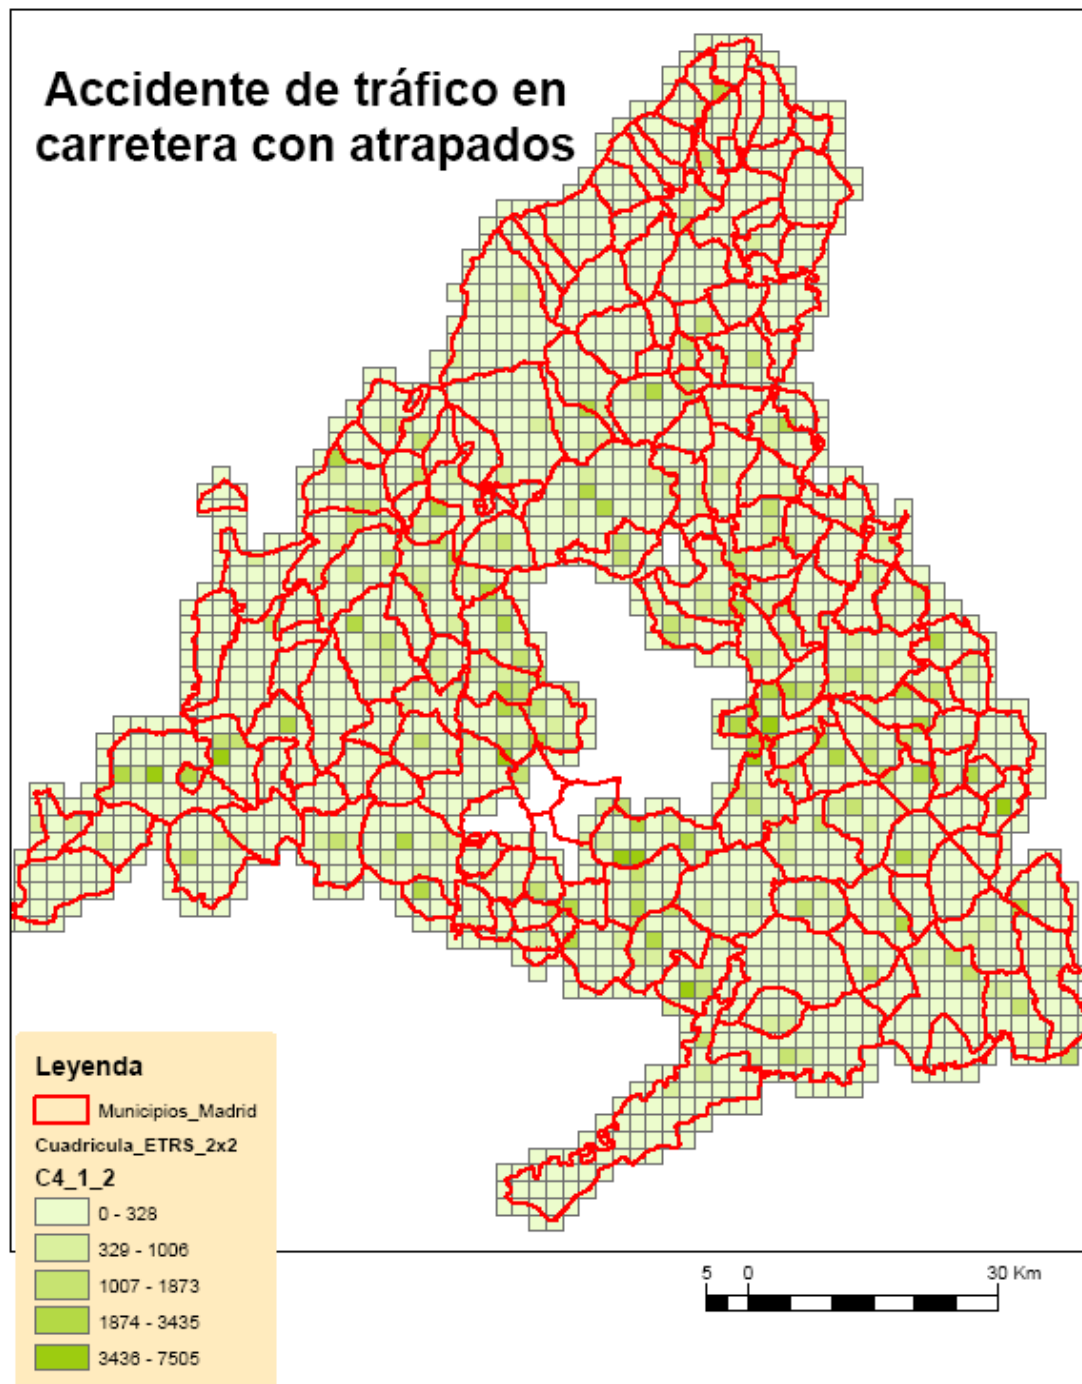 Accidente de tráfico en
carretera con atrapados
Leyenda
Municipios_Madrid
Cuadricula_ETRS_2x2
C4_1_2
0 - 328
329 - 1006
1007 - 1873
1874 - 3435
3436 - 7505
5 0 30 Km